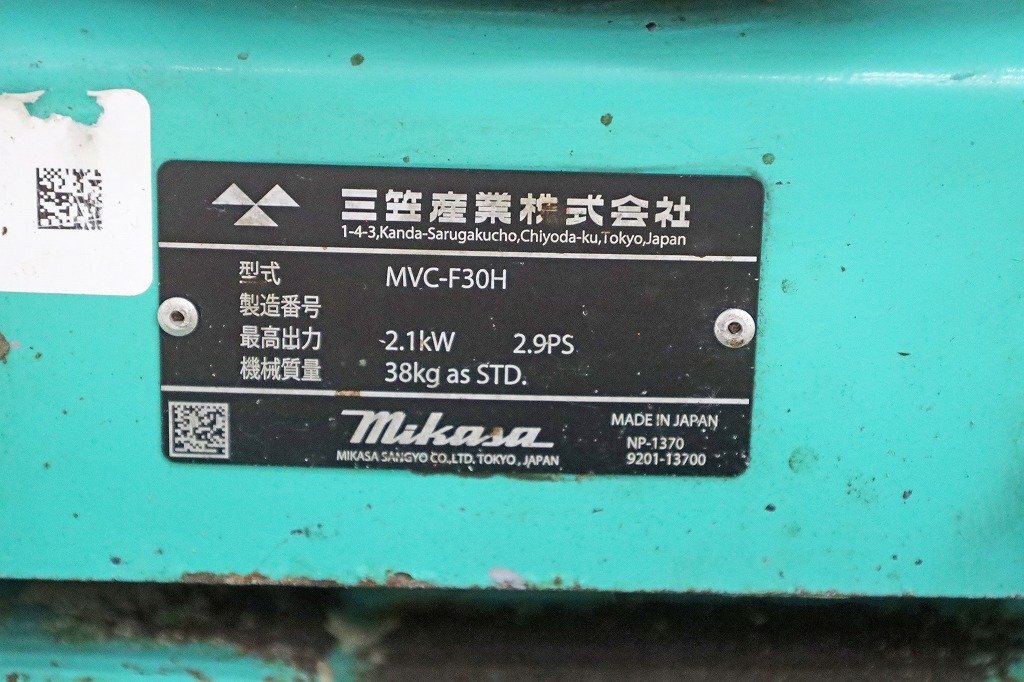 三笠産業株式会社
1-4-3,Kanda-Sarugakucho,Chiyoda-ku,Tokyo,Japan
型式 MVC-F30H
製造番号
最高出力 2.1kW 2.9PS
機械質量 38kg as STD.
mikasa
MIKASA SANGYO CO.,LTD, TOKYO, JAPAN
MADE IN JAPAN
NP-1370
9201-13700